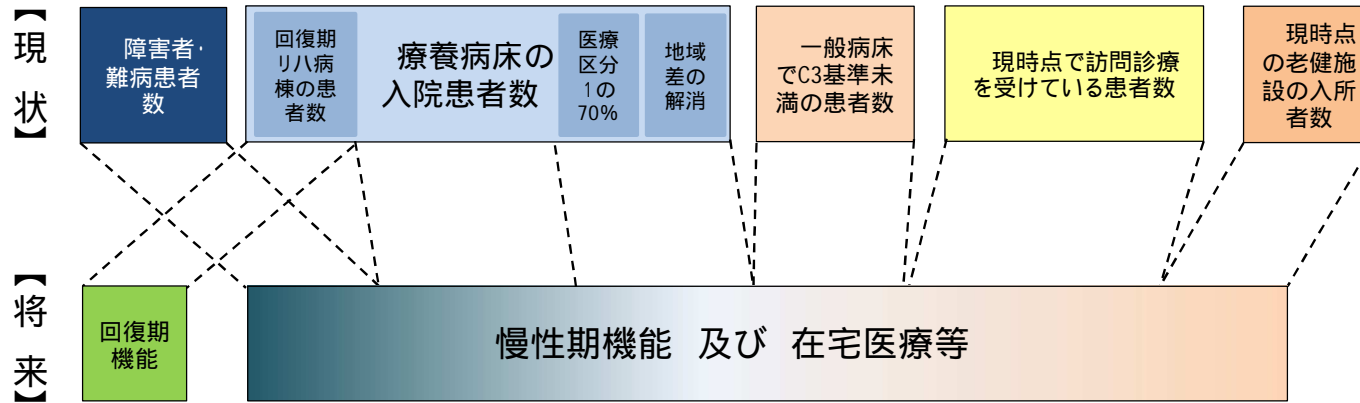 【現状】
障害者・
難病患者
数
回復期
リハ病
棟の患
者数
療養病床の
入院患者数
医療
区分
1の
70%
地域
差の
解消
一般病床
でC3基準未
満の患者数
現時点で訪問診療
を受けている患者数
現時点
の老健施
設の入所
者数
【将来】
回復期
機能
慢性期機能 及び 在宅医療等